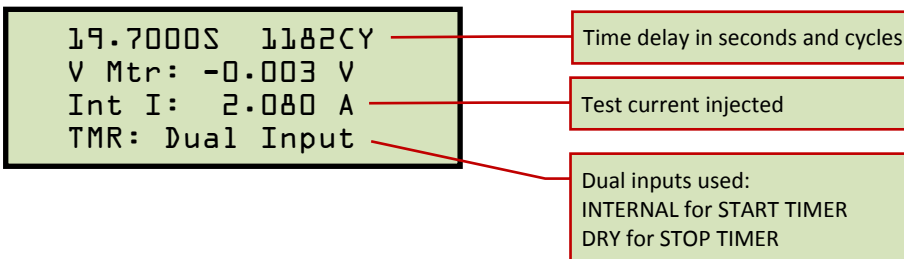 19.7000S 1182CY
V Mtr: -0.003 V
Int I: 2.080 A
TMR: Dual Input
Time delay in seconds and cycles
Test current injected
Dual inputs used:
INTERNAL for START TIMER
DRY for STOP TIMER